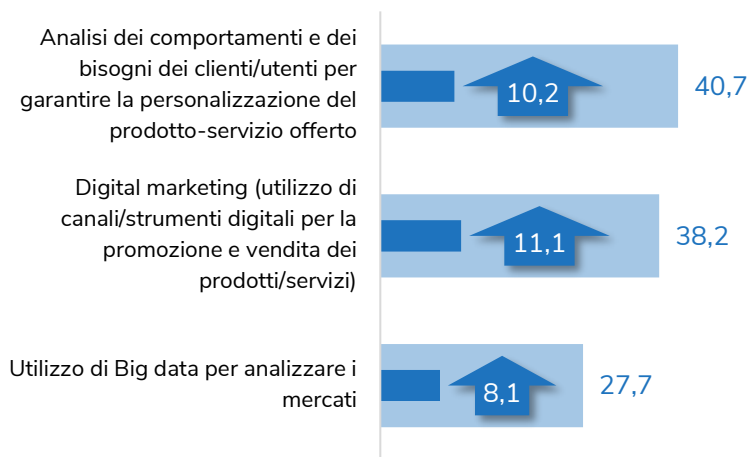 Analisi dei comportamenti e dei
bisogni dei clienti/utenti per
garantire la personalizzazione del
prodotto-servizio offerto
10,2
40,7
Digital marketing (utilizzo di
canali/strumenti digitali per la
promozione e vendita dei
prodotti/servizi)
11,1
38,2
Utilizzo di Big data per analizzare i
mercati
8,1
27,7